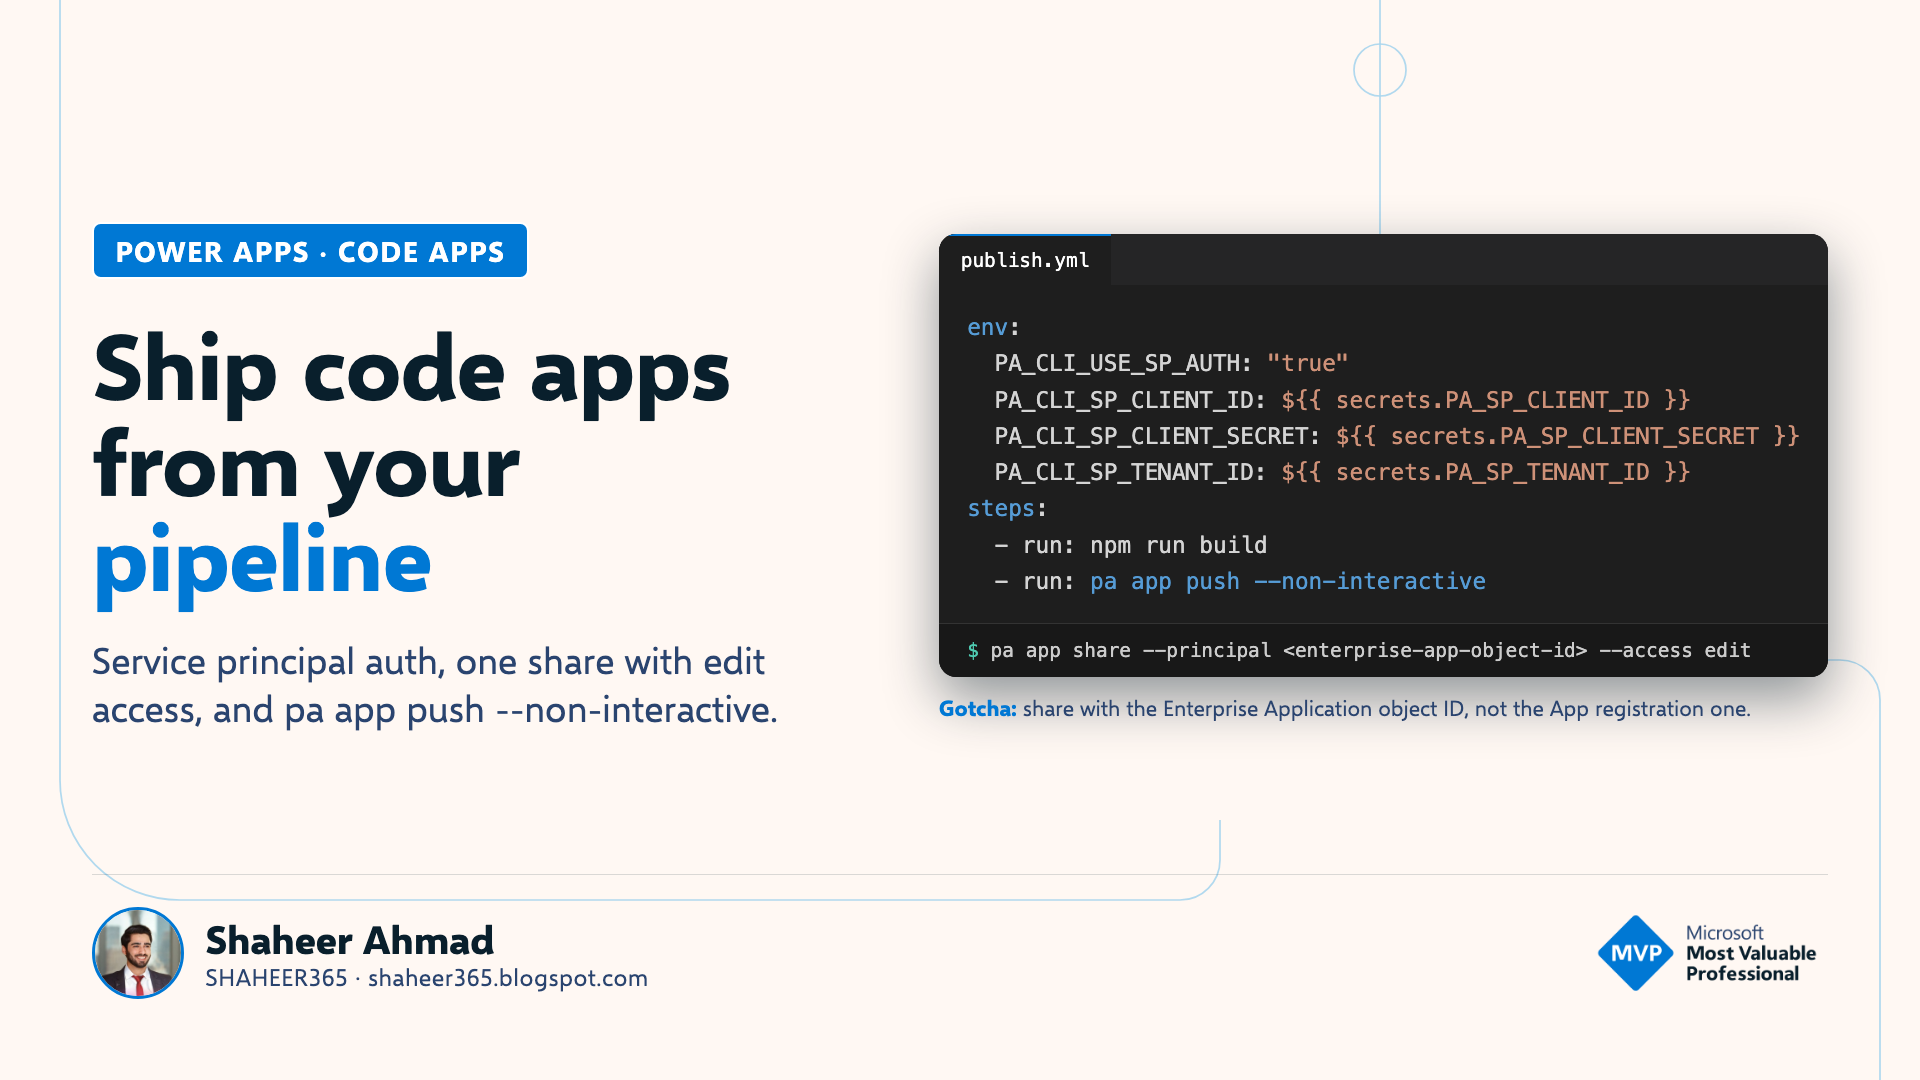 POWER APPS · CODE APPS
Ship code apps
from your
pipeline
Service principal auth, one share with edit
access, and pa app push --non-interactive.
publish.yml
env:
  PA_CLI_USE_SP_AUTH: "true"
  PA_CLI_SP_CLIENT_ID: ${{ secrets.PA_SP_CLIENT_ID }}
  PA_CLI_SP_CLIENT_SECRET: ${{ secrets.PA_SP_CLIENT_SECRET }}
  PA_CLI_SP_TENANT_ID: ${{ secrets.PA_SP_TENANT_ID }}
steps:
  - run: npm run build
  - run: pa app push --non-interactive
$ pa app share --principal <enterprise-app-object-id> --access edit
Gotcha: share with the Enterprise Application object ID, not the App registration one.
Shaheer Ahmad
SHAHEER365 · shaheer365.blogspot.com
MVP
Microsoft
Most Valuable
Professional